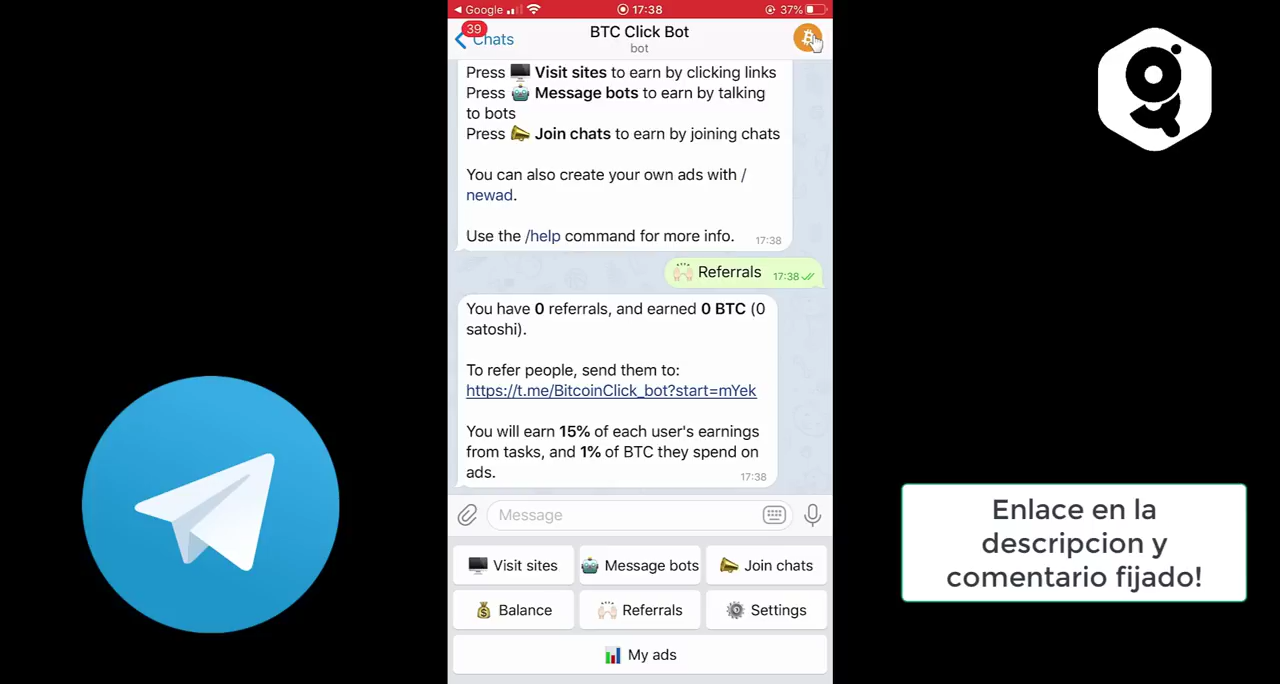 Google
17:38
37%
39
Chats
BTC Click Bot
bot
Press 🖥 Visit sites to earn by clicking links
Press 🤖 Message bots to earn by talking
to bots
Press 📣 Join chats to earn by joining chats
You can also create your own ads with /
newad.
Use the /help command for more info.
17:38
🙌🏻 Referrals
17:38
You have 0 referrals, and earned 0 BTC (0
satoshi).
To refer people, send them to:
https://t.me/BitcoinClick_bot?start=mYek
You will earn 15% of each user's earnings
from tasks, and 1% of BTC they spend on
ads.
17:38
Message
🖥 Visit sites
🤖 Message bots
📣 Join chats
💰 Balance
🙌🏻 Referrals
⚙ Settings
📊 My ads
Enlace en la
descripcion y
comentario fijado!